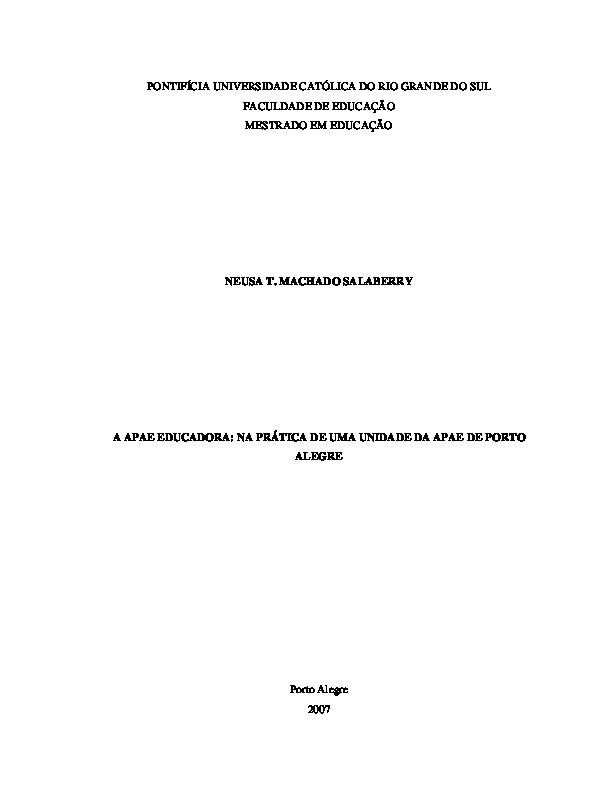 PONTIFÍCIA UNIVERSIDADE CATÓLICA DO RIO GRANDE DO SUL
FACULDADE DE EDUCAÇÃO
MESTRADO EM EDUCAÇÃO
NEUSA T. MACHADO SALABERRY
A APAE EDUCADORA: NA PRÁTICA DE UMA UNIDADE DA APAE DE PORTO
ALEGRE
Porto Alegre
2007